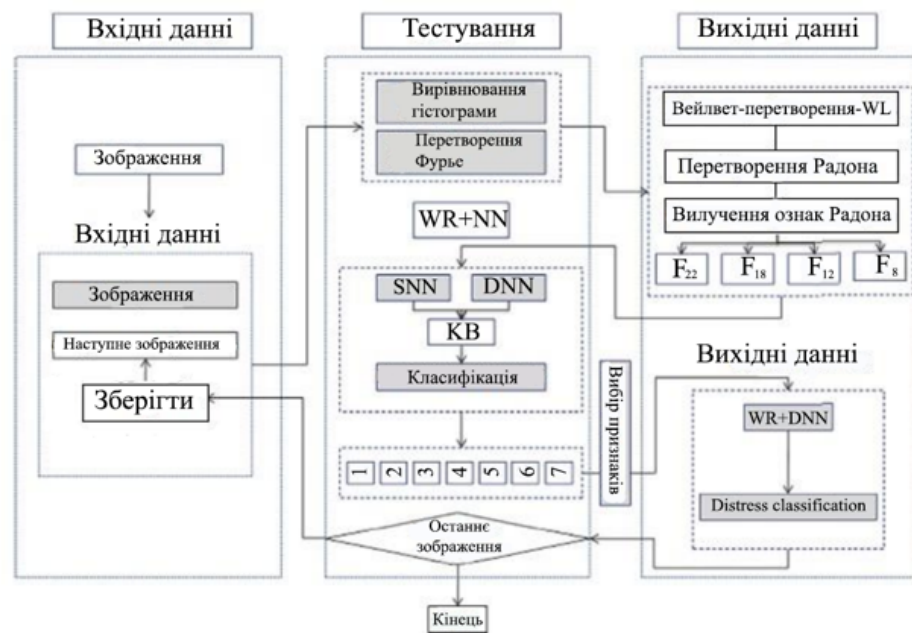 Вхідні данні
Тестування
Вихідні данні
Зображення
Вхідні данні
Зображення
Наступне зображення
Зберігти
Вирівнювання
гістограми
Перетворення
Фурье
WR+NN
SNN
DNN
КВ
Класифікація
1
2
3
4
5
6
7
Останнє
зображення
Кінець
Вибір признаків
Вейлвет-перетворення-WL
Перетворення Радона
Вилучення ознак Радона
F22
F18
F12
F8
Вихідні данні
WR+DNN
Distress classification